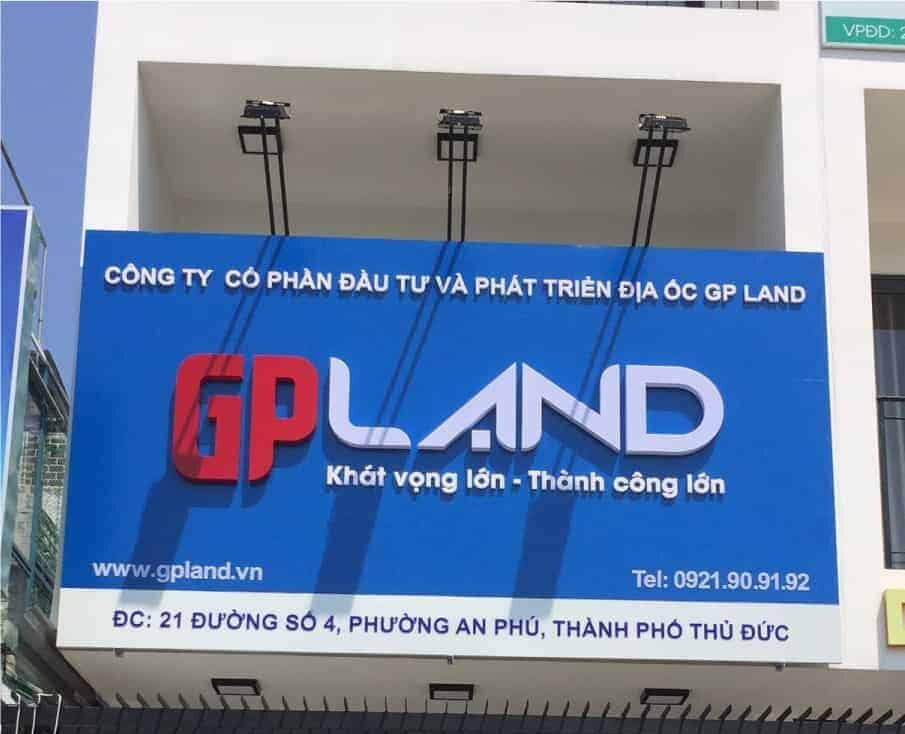 VPĐD: 2
CÔNG TY CỔ PHẦN ĐẦU TƯ VÀ PHÁT TRIỂN ĐỊA ỐC GP LAND
GPLAND
Khát vọng lớn - Thành công lớn
www.gpland.vn
Tel: 0921.90.91.92
ĐC: 21 ĐƯỜNG SỐ 4, PHƯỜNG AN PHÚ, THÀNH PHỐ THỦ ĐỨC